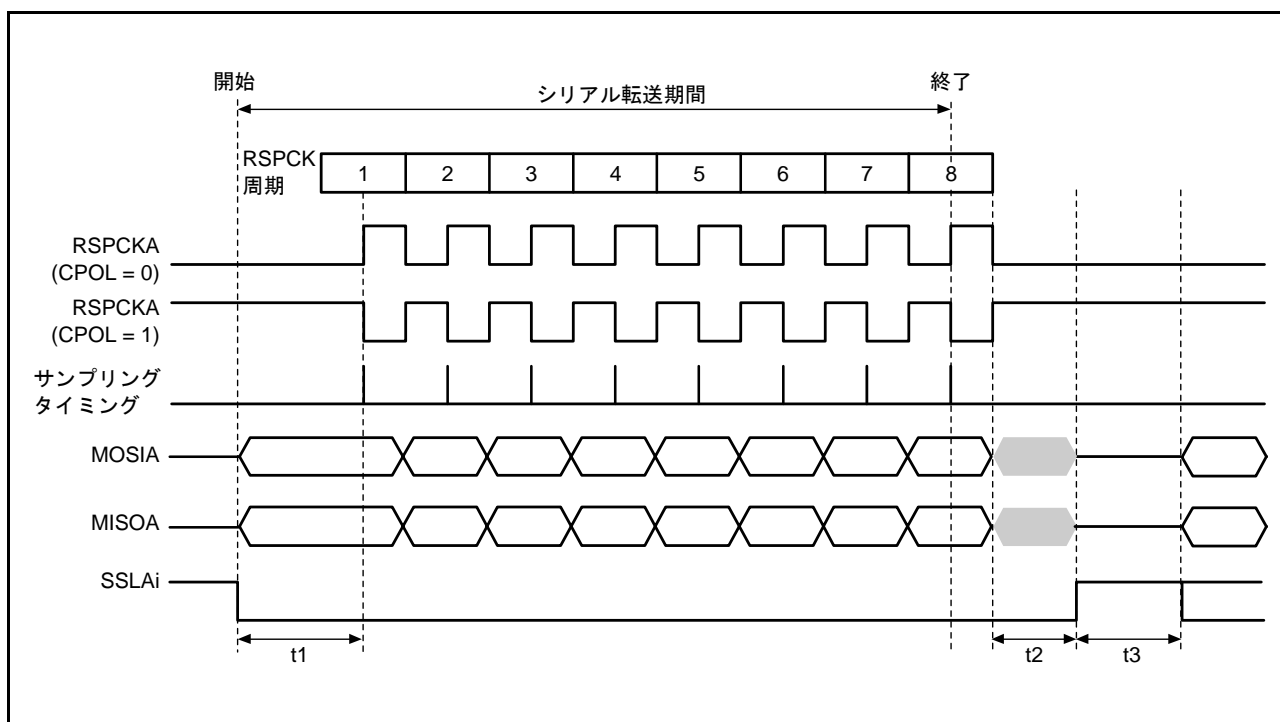 開始
終了
シリアル転送期間
RSPCK
周期
1 2 3 4 5 6 7 8
RSPCKA
(CPOL = 0)
RSPCKA
(CPOL = 1)
サンプリング
タイミング
MOSIA
MISOA
SSLAi
t1
t2
t3